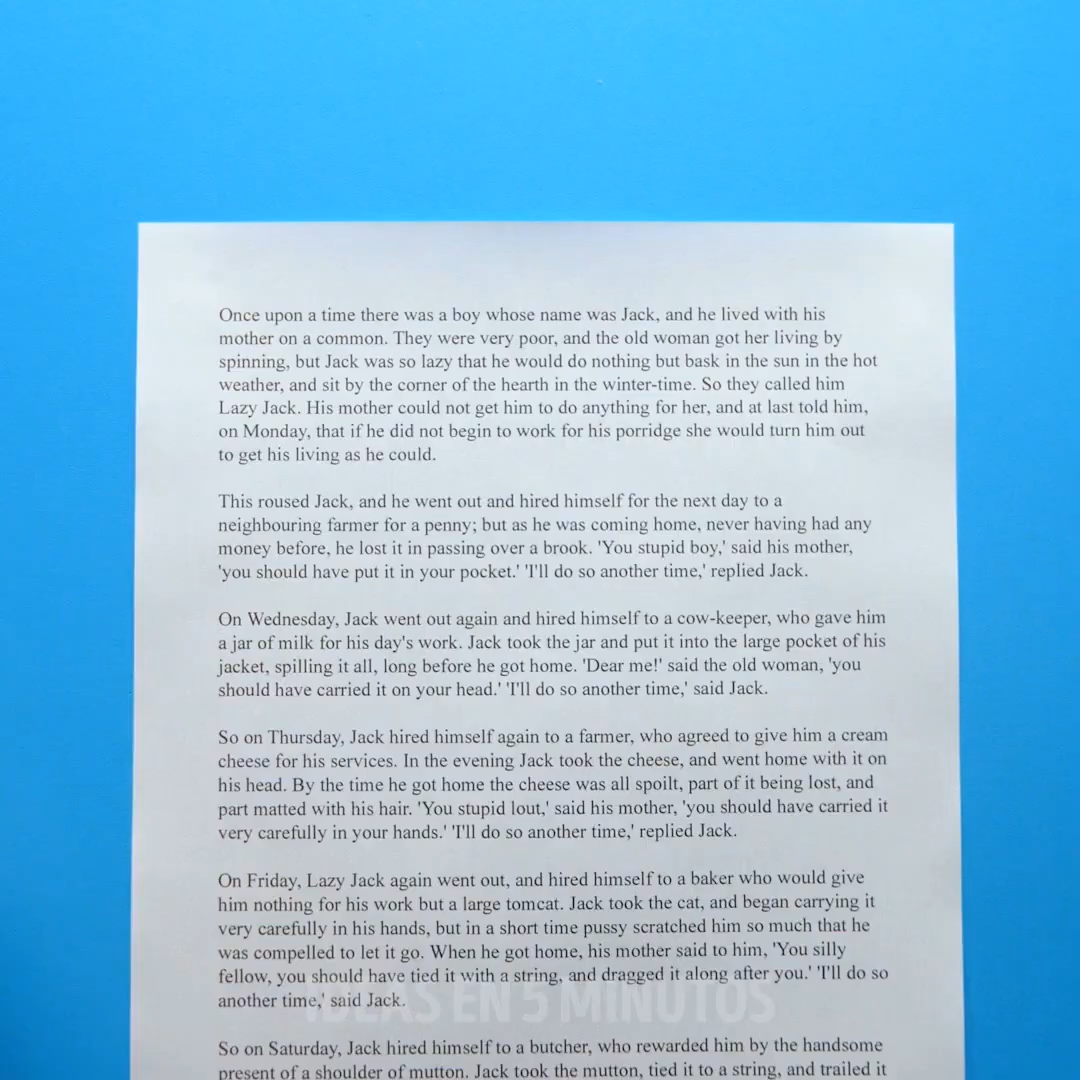 Once upon a time there was a boy whose name was Jack, and he lived with his
mother on a common. They were very poor, and the old woman got her living by
spinning, but Jack was so lazy that he would do nothing but bask in the sun in the hot
weather, and sit by the corner of the hearth in the winter-time. So they called him
Lazy Jack. His mother could not get him to do anything for her, and at last told him,
on Monday, that if he did not begin to work for his porridge she would turn him out
to get his living as he could.
This roused Jack, and he went out and hired himself for the next day to a
neighbouring farmer for a penny; but as he was coming home, never having had any
money before, he lost it in passing over a brook. 'You stupid boy,' said his mother,
'you should have put it in your pocket.' 'I'll do so another time,' replied Jack.
On Wednesday, Jack went out again and hired himself to a cow-keeper, who gave him
a jar of milk for his day's work. Jack took the jar and put it into the large pocket of his
jacket, spilling it all, long before he got home. 'Dear me!' said the old woman, 'you
should have carried it on your head.' 'I'll do so another time,' said Jack.
So on Thursday, Jack hired himself again to a farmer, who agreed to give him a cream
cheese for his services. In the evening Jack took the cheese, and went home with it on
his head. By the time he got home the cheese was all spoilt, part of it being lost, and
part matted with his hair. 'You stupid lout,' said his mother, 'you should have carried it
very carefully in your hands.' 'I'll do so another time,' replied Jack.
On Friday, Lazy Jack again went out, and hired himself to a baker who would give
him nothing for his work but a large tomcat. Jack took the cat, and began carrying it
very carefully in his hands, but in a short time pussy scratched him so much that he
was compelled to let it go. When he got home, his mother said to him, 'You silly
fellow, you should have tied it with a string, and dragged it along after you.' 'I'll do so
another time,' said Jack.
IDEAS EN 5 MINUTOS
So on Saturday, Jack hired himself to a butcher, who rewarded him by the handsome
present of a shoulder of mutton. Jack took the mutton, tied it to a string, and trailed it